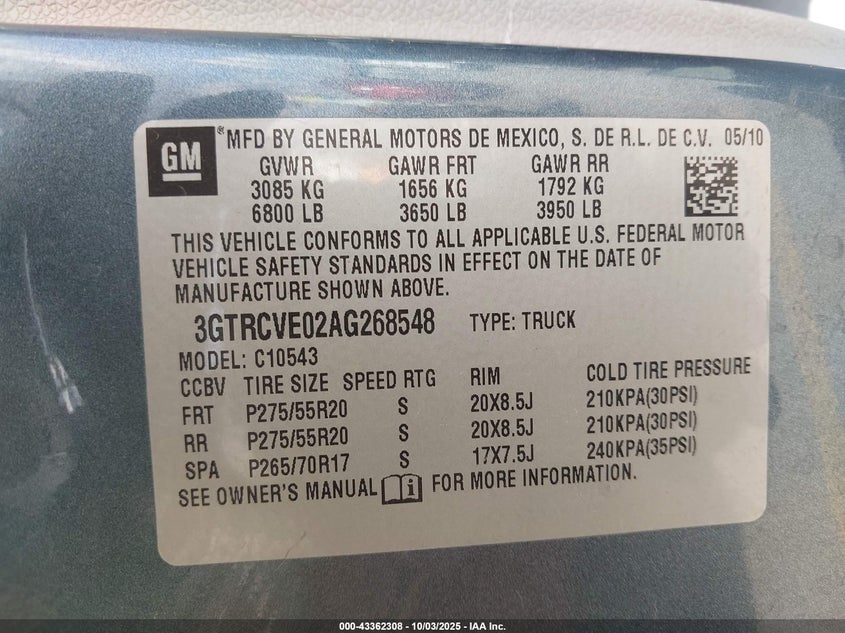 GM ® MFD BY GENERAL MOTORS DE MEXICO, S. DE R.L. DE C.V. 05/10
GVWR GAWR FRT GAWR RR
3085 KG 1656 KG 1792 KG
6800 LB 3650 LB 3950 LB
THIS VEHICLE CONFORMS TO ALL APPLICABLE U.S. FEDERAL MOTOR
VEHICLE SAFETY STANDARDS IN EFFECT ON THE DATE OF
MANUFACTURE SHOWN ABOVE.
3GTRCVE02AG268548 TYPE: TRUCK
MODEL: C10543
CCBV TIRE SIZE SPEED RTG RIM COLD TIRE PRESSURE
FRT P275/55R20 S 20X8.5J 210KPA(30PSI)
RR P275/55R20 S 20X8.5J 210KPA(30PSI)
SPA P265/70R17 S 17X7.5J 240KPA(35PSI)
SEE OWNER'S MANUAL i FOR MORE INFORMATION.
000-43362308 - 10/03/2025 - IAA Inc.